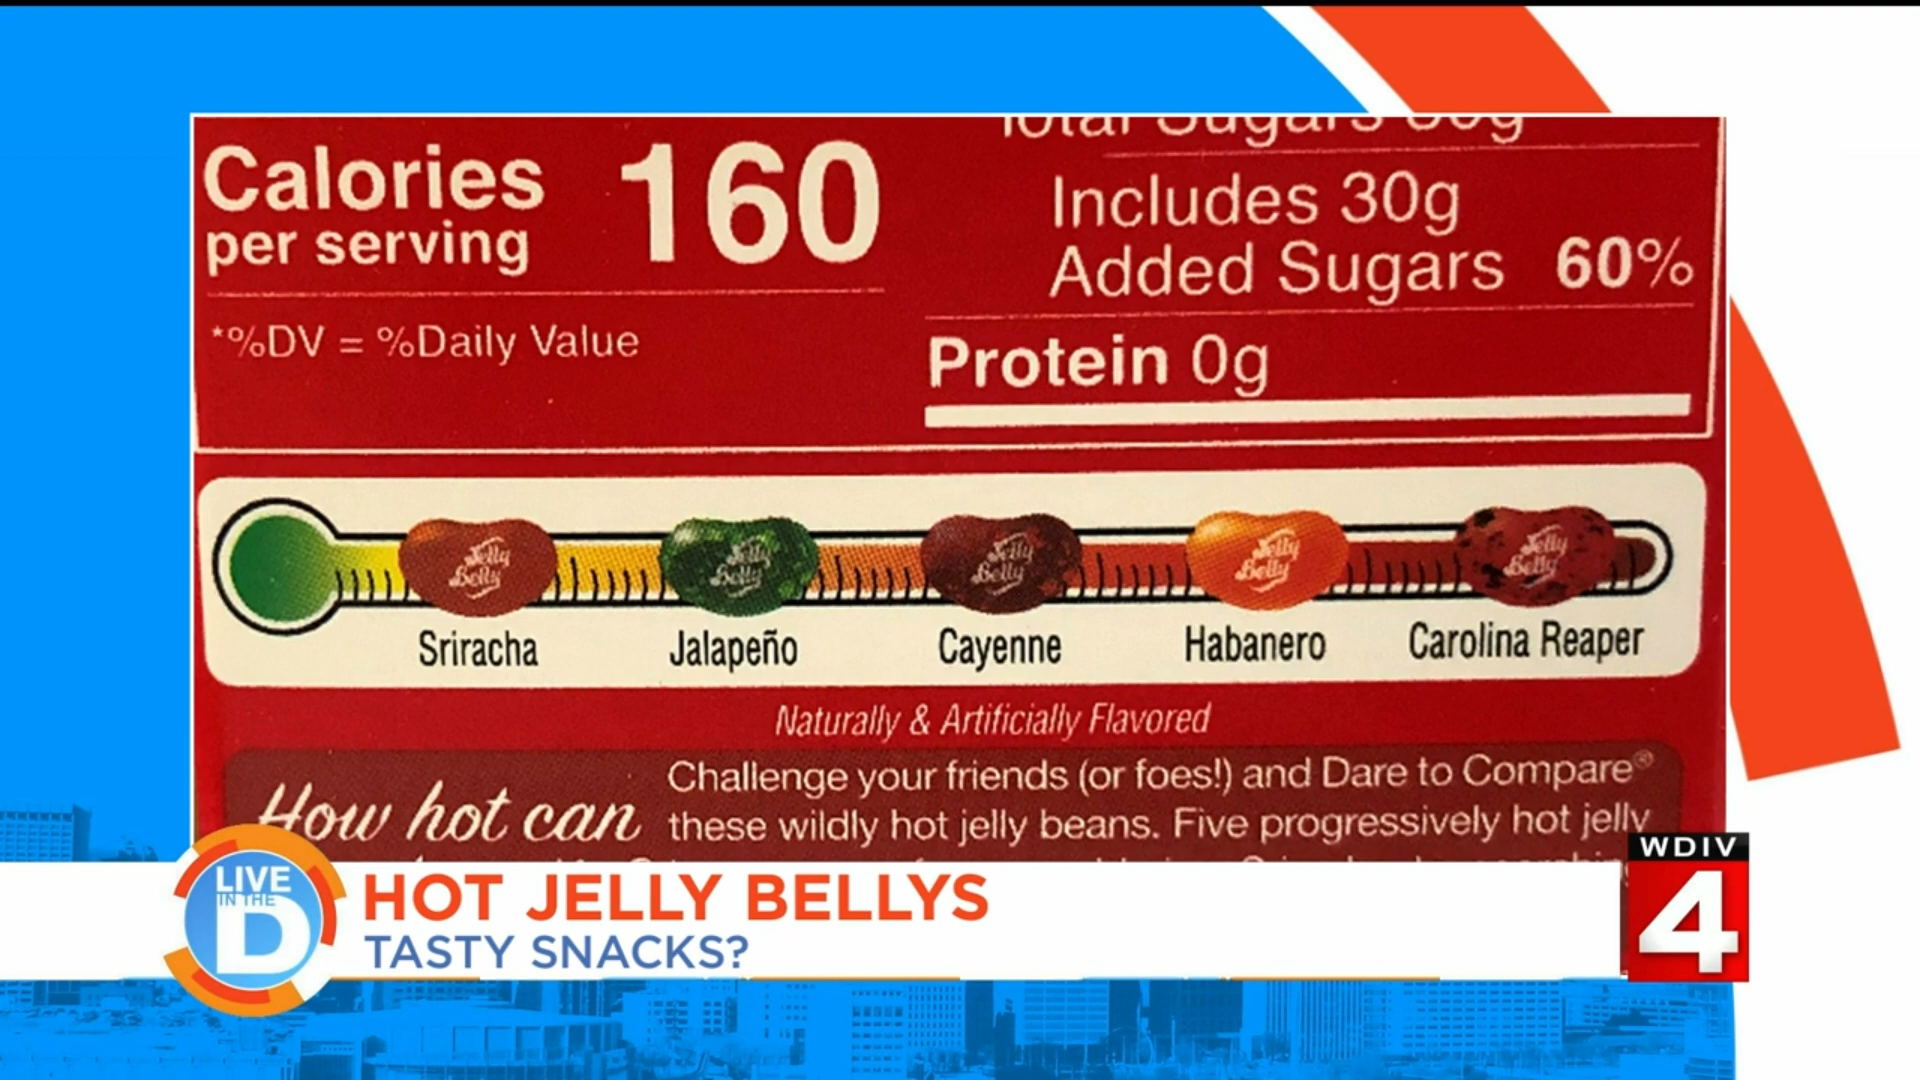 Calories
per serving
160
*%DV = %Daily Value
Total Sugars
Includes 30g
Added Sugars 60%
Protein 0g
Jelly
Belly
Jelly
Belly
Jelly
Belly
Jelly
Belly
Jelly
Belly
Sriracha
Jalapeño
Cayenne
Habanero
Carolina Reaper
Naturally & Artificially Flavored
How hot can
Challenge your friends (or foes!) and Dare to Compare®
these wildly hot jelly beans. Five progressively hot jelly
LIVE
IN THE
D
HOT JELLY BELLYS
TASTY SNACKS?
WDIV
4